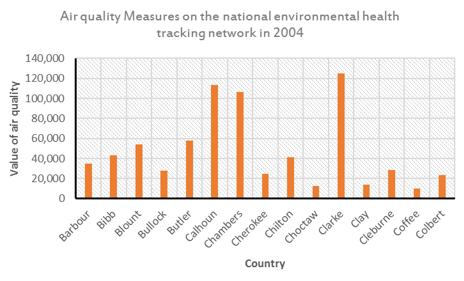 Air quality Measures on the national environmental health
tracking network in 2004
140,000
120,000
100,000
80,000
60,000
40,000
20,000
0
Value of air quality
Barbour
Bibb
Blount
Bullock
Butler
Calhoun
Chambers
Cherokee
Chilton
Choctaw
Clarke
Clay
Cleburne
Coffee
Colbert
Country